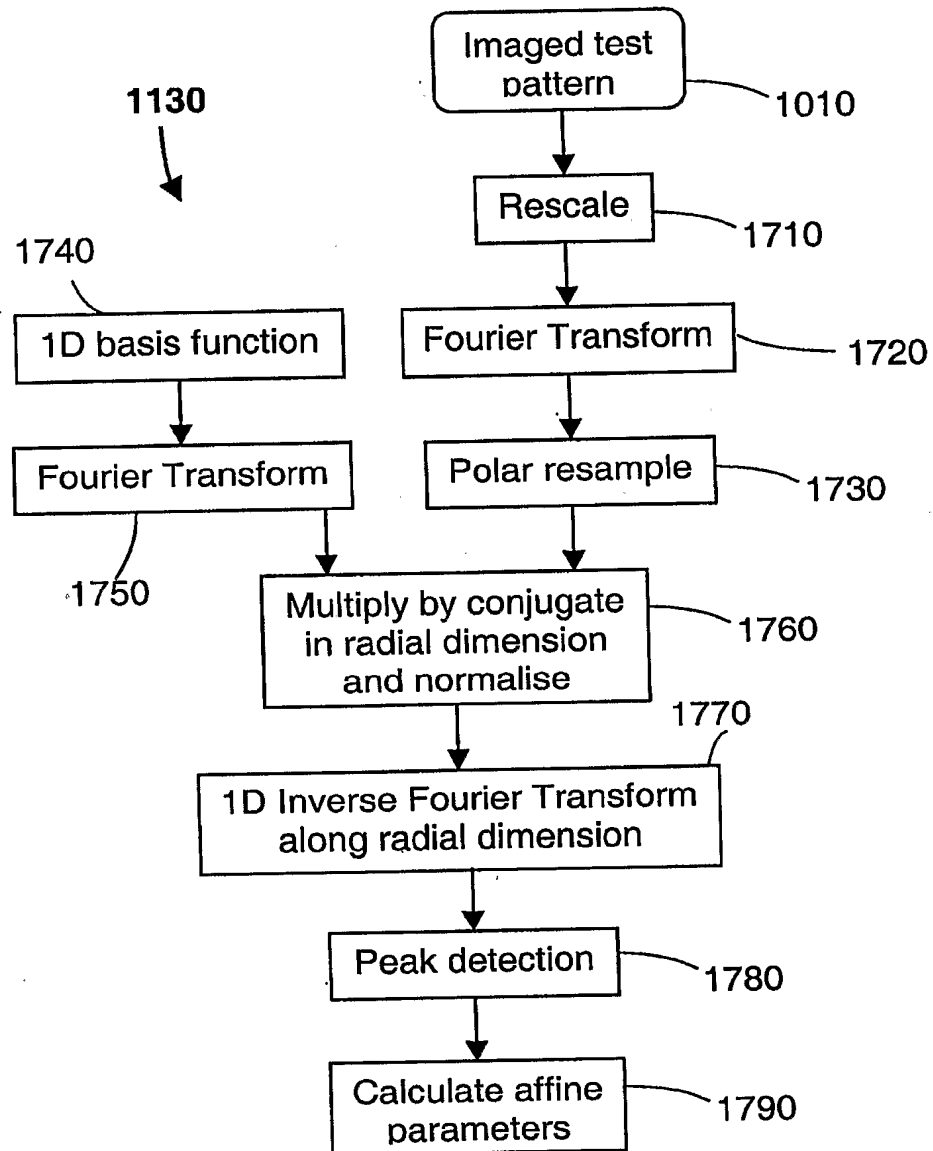 Imaged test
pattern
1010
1130
Rescale
1710
1740
1D basis function
Fourier Transform
1720
Fourier Transform
1750
Polar resample
1730
Multiply by conjugate
in radial dimension
and normalise
1760
1770
1D Inverse Fourier Transform
along radial dimension
Peak detection
1780
Calculate affine
parameters
1790